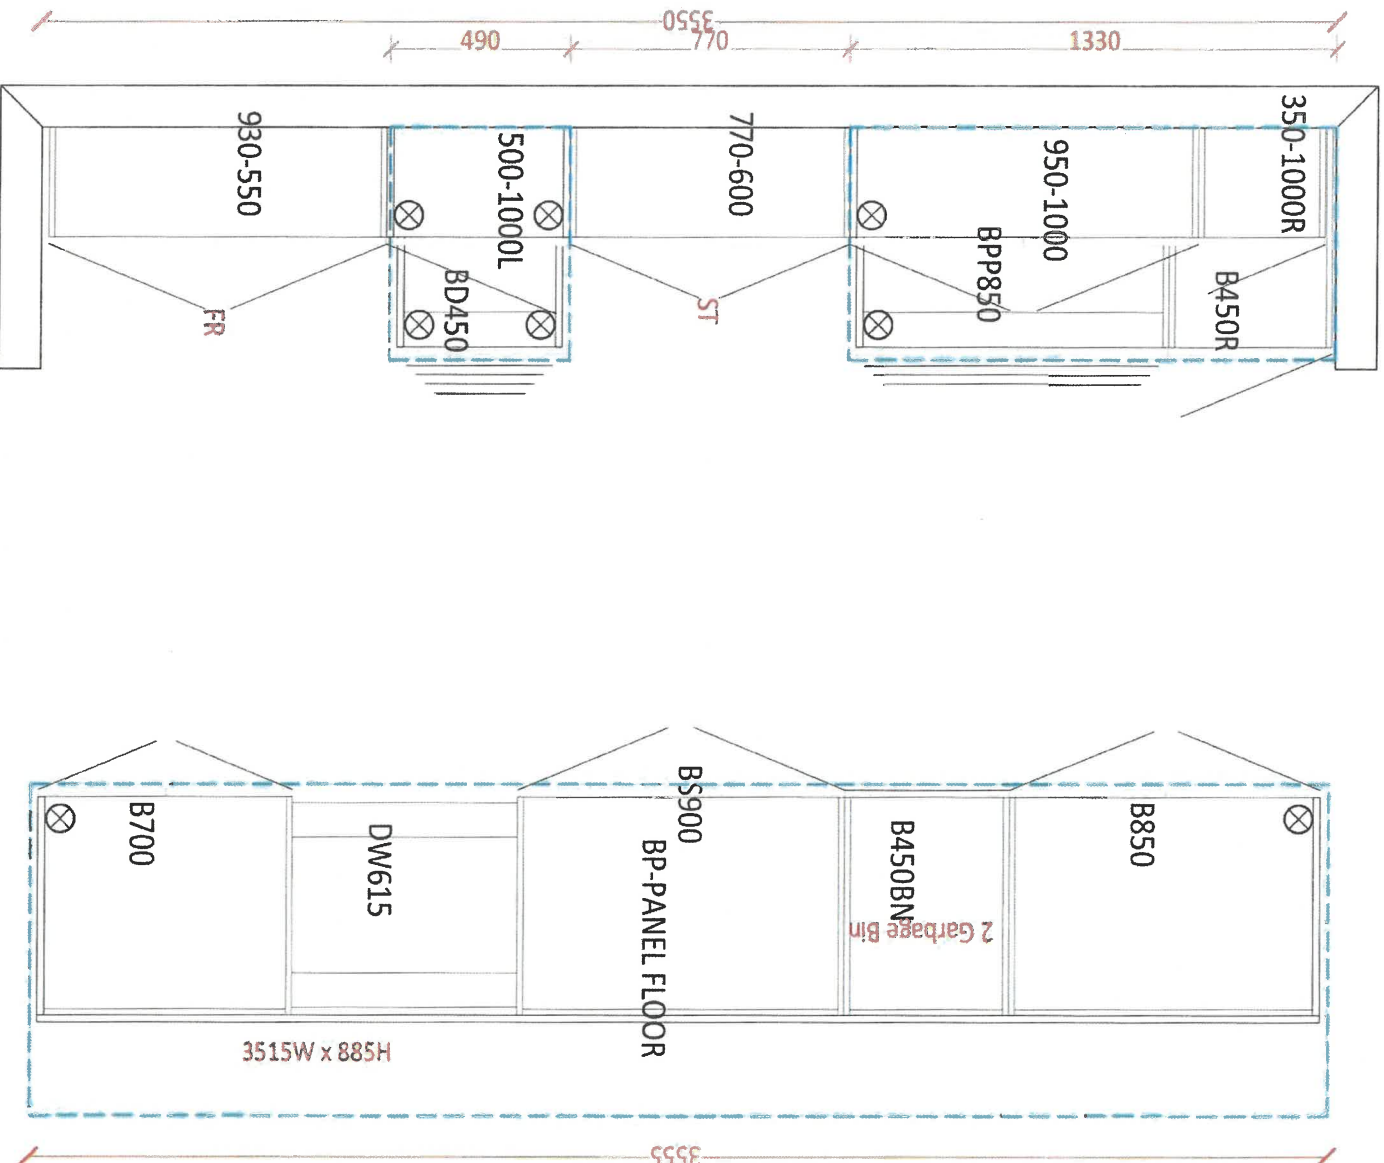 3550
490
770
1330
930-550
500-1000L
770-600
950-1000
350-1000R
FR
BD450
ST
BPP850
B450R
B700
DW615
BS900
BP-PANEL FLOOR
B450BN
2 Garbage Bin
B850
3515W x 885H
3555